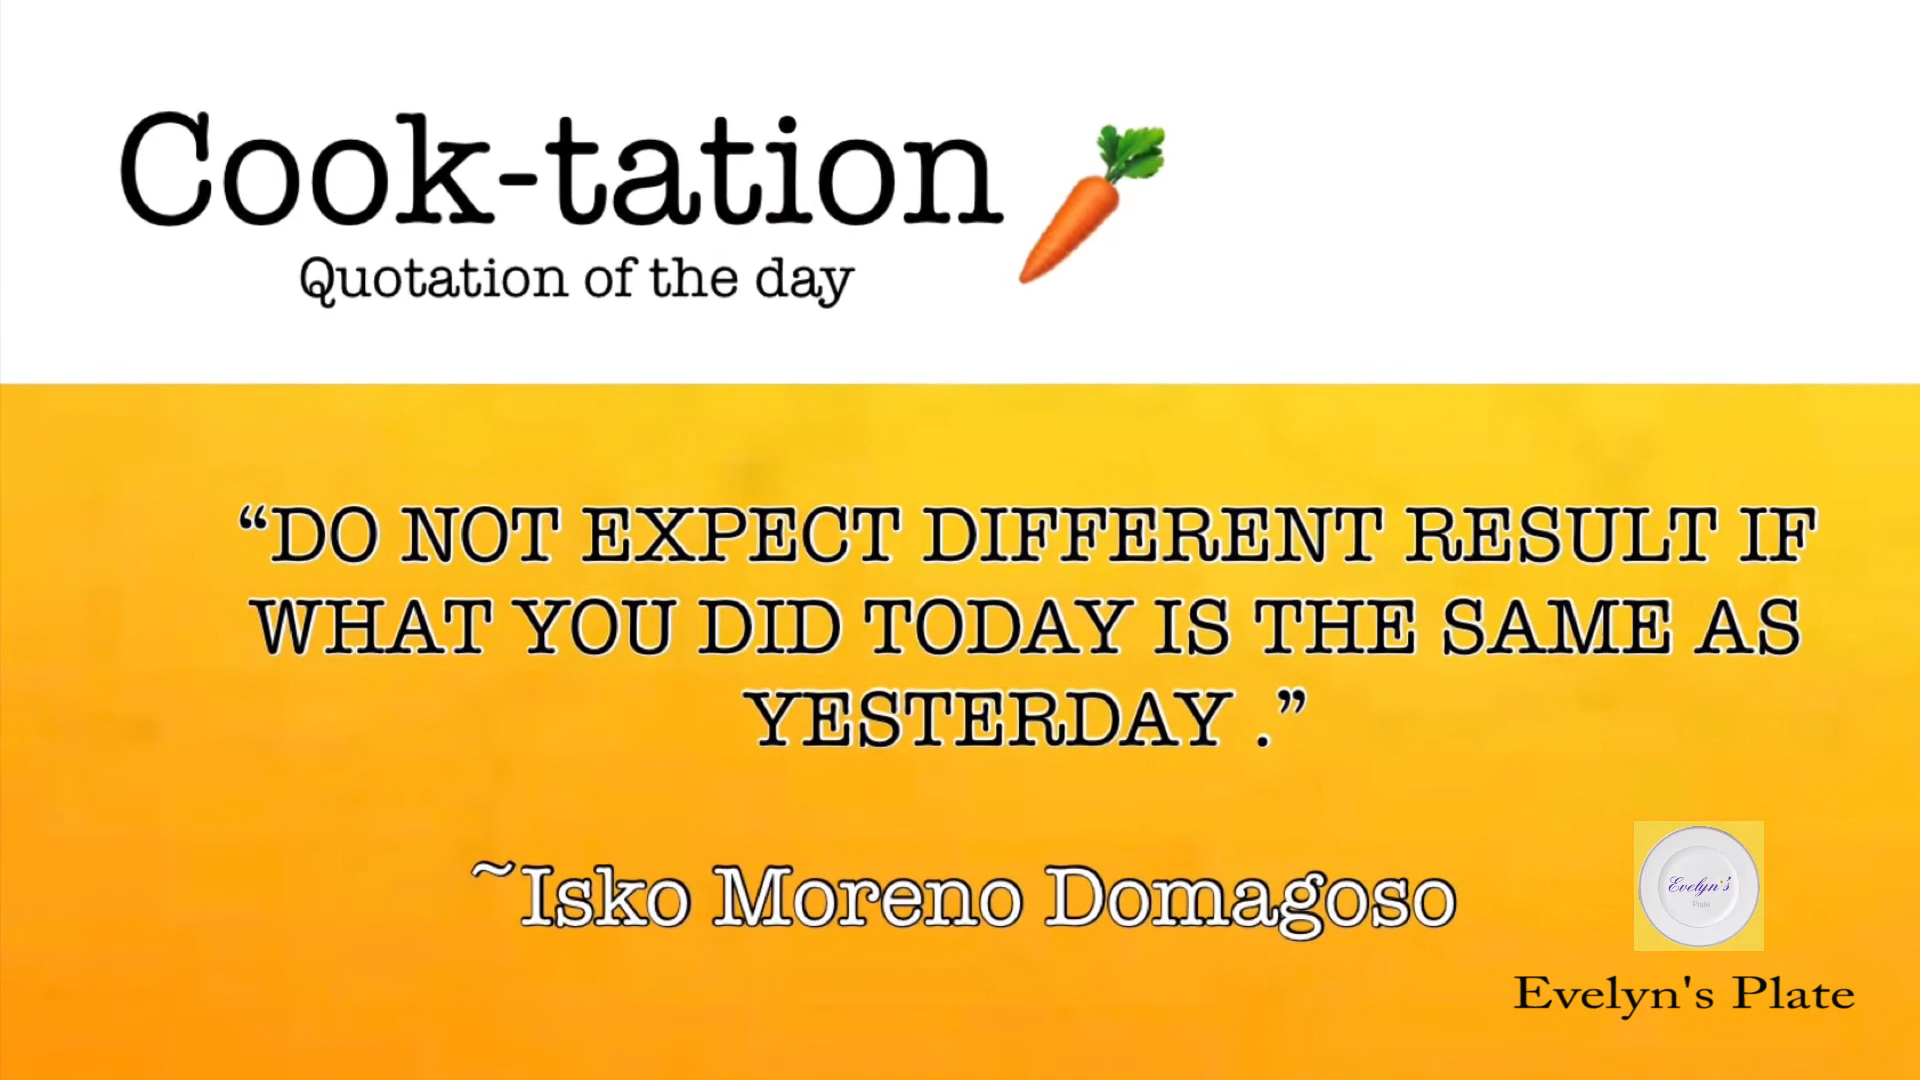 Cook-tation
Quotation of the day
“DO NOT EXPECT DIFFERENT RESULT IF
WHAT YOU DID TODAY IS THE SAME AS
YESTERDAY .”
~Isko Moreno Domagoso
Evelyn's
Plate
Evelyn's Plate